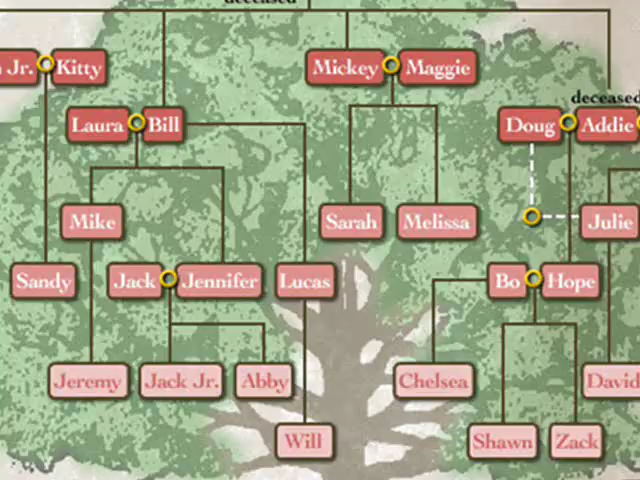 deceased
Jr. Kitty
Mickey Maggie
deceased
Laura Bill
Doug Addie
Mike
Sarah
Melissa
Julie
Sandy
Jack Jennifer
Lucas
Bo Hope
Jeremy
Jack Jr.
Abby
Chelsea
David
Will
Shawn
Zack